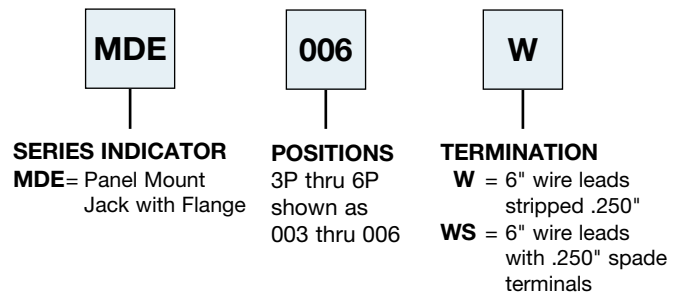 MDE
006
W
SERIES INDICATOR
MDE= Panel Mount
Jack with Flange
POSITIONS
3P thru 6P
shown as
003 thru 006
TERMINATION
W = 6" wire leads
stripped .250"
WS = 6" wire leads
with .250" spade
terminals